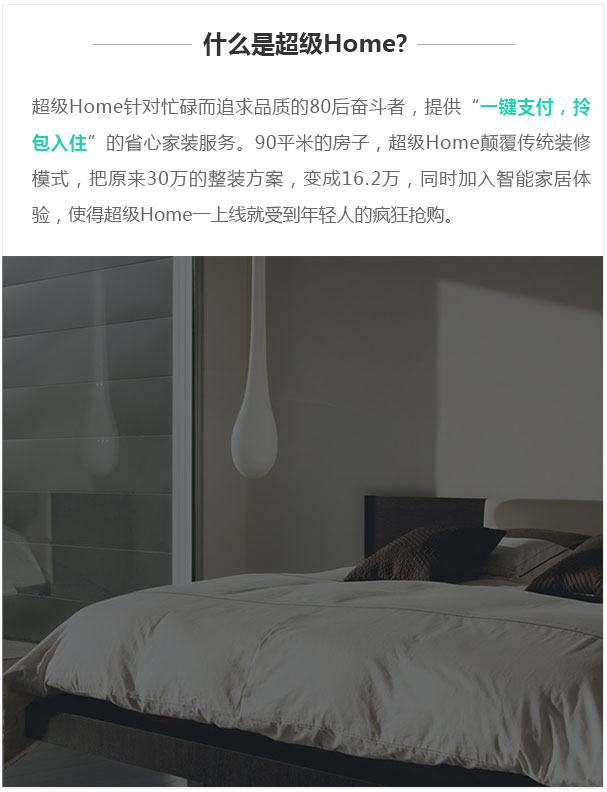 什么是超级Home?
超级Home针对忙碌而追求品质的80后奋斗者，提供“一键支付，拎
包入住”的省心家装服务。90平米的房子，超级Home颠覆传统装修
模式，把原来30万的整装方案，变成16.2万，同时加入智能家居体
验，使得超级Home一上线就受到年轻人的疯狂抢购。